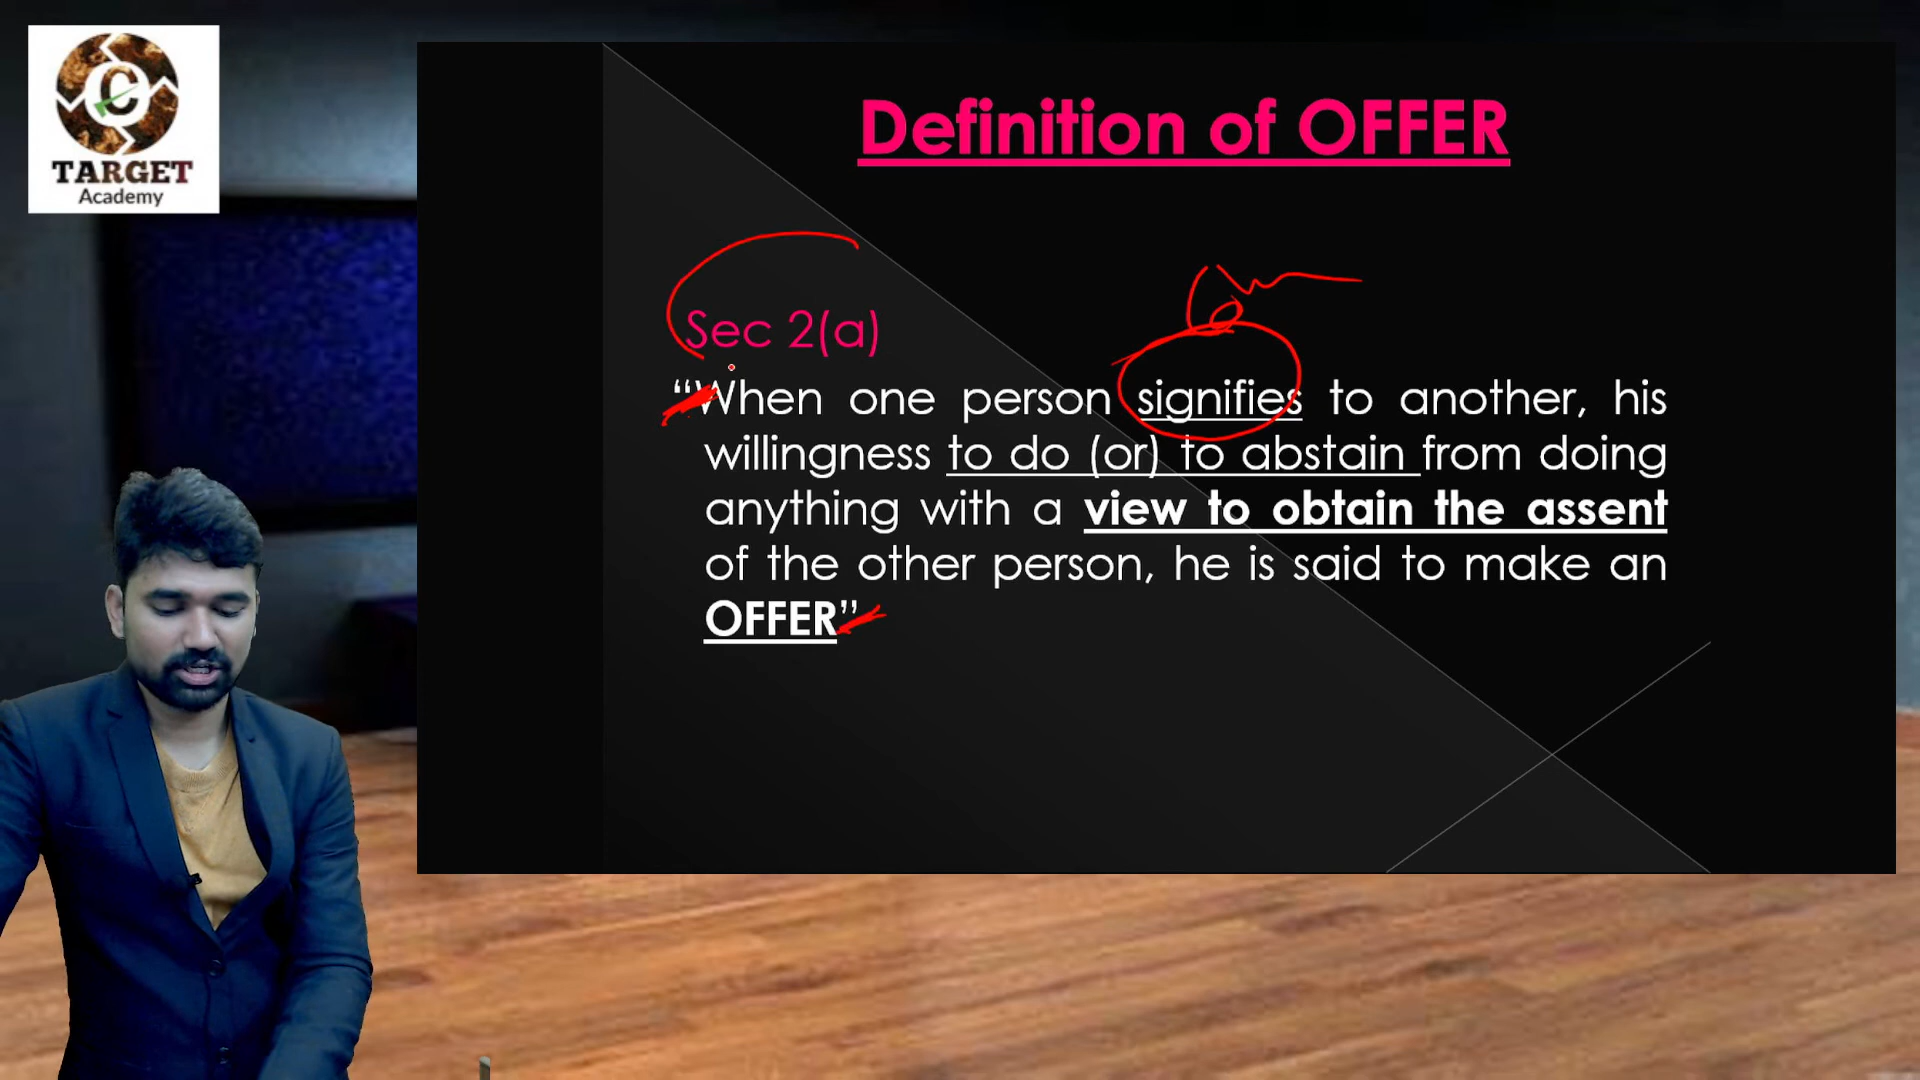 TARGET
Academy
Definition of OFFER
Sec 2(a)
“When one person signifies to another, his
willingness to do (or) to abstain from doing
anything with a view to obtain the assent
of the other person, he is said to make an
OFFER”